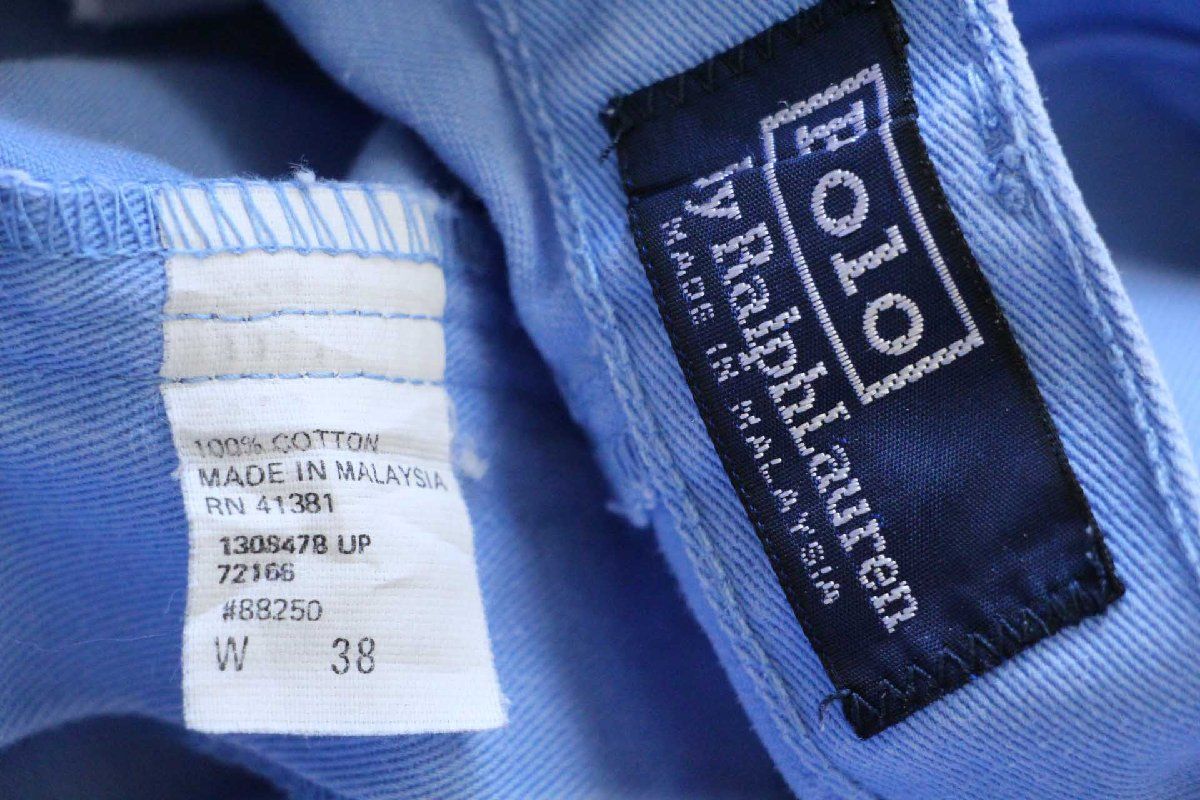 100% COTTON
MADE IN MALAYSIA
RN 41381
1308478 UP
72166
#88250
W 38
Polo
by Ralph Lauren
MADE IN MALAYSIA